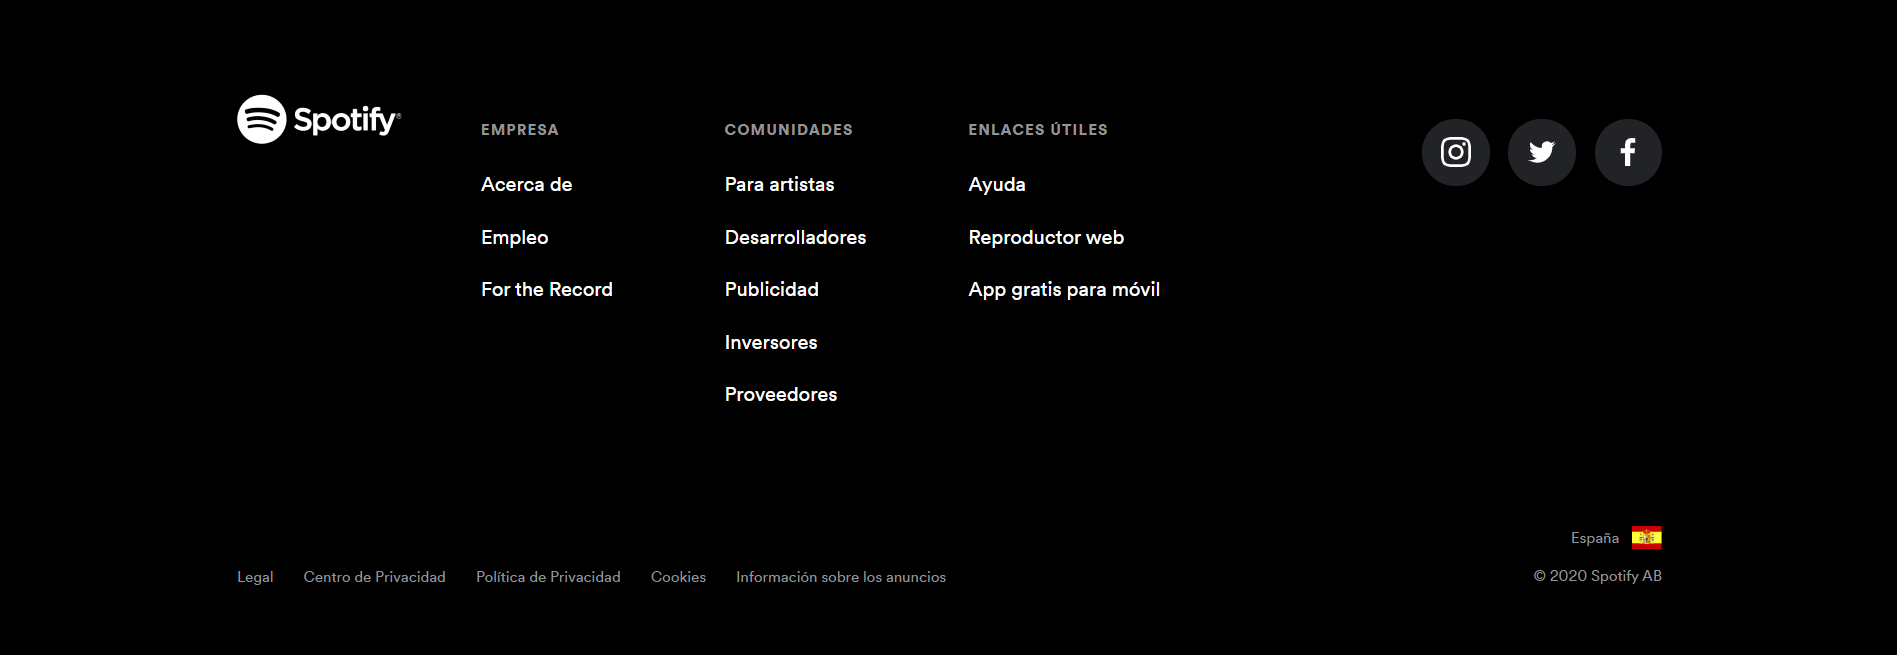 Spotify®
EMPRESA
Acerca de
Empleo
For the Record
COMUNIDADES
Para artistas
Desarrolladores
Publicidad
Inversores
Proveedores
ENLACES ÚTILES
Ayuda
Reproductor web
App gratis para móvil
España
Legal
Centro de Privacidad
Política de Privacidad
Cookies
Información sobre los anuncios
© 2020 Spotify AB